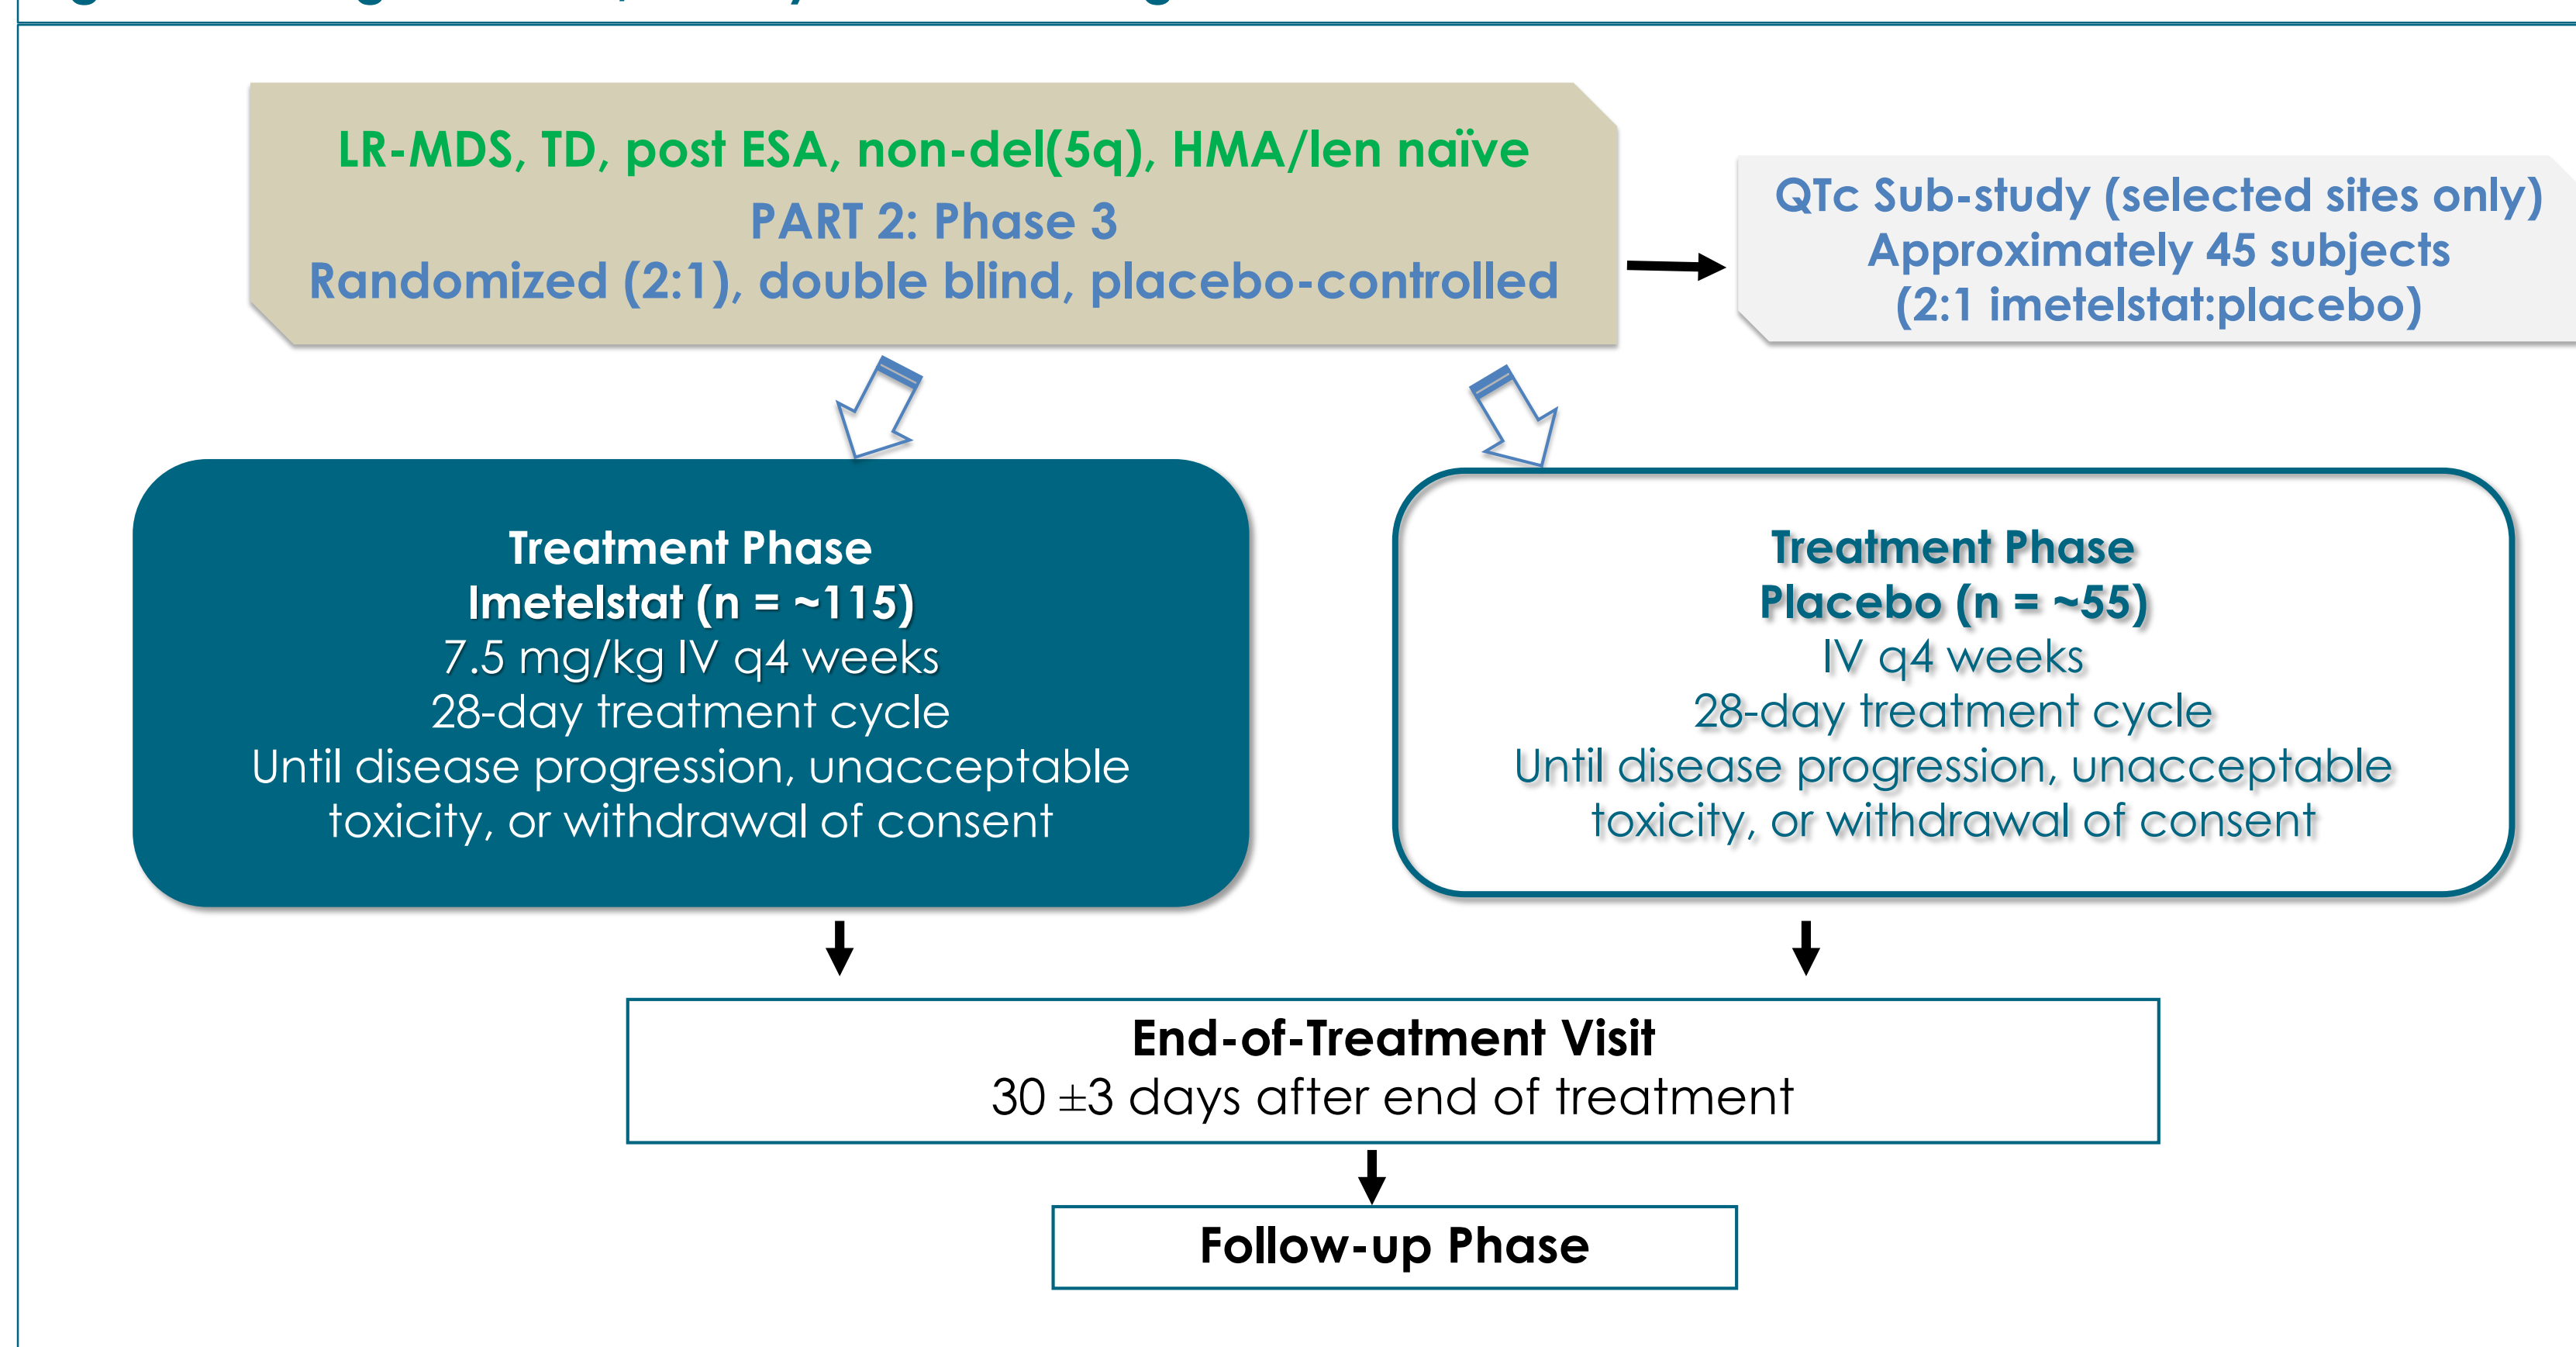 LR-MDS, TD, post ESA, non-del(5q), HMA/len naïve
PART 2: Phase 3
Randomized (2:1), double blind, placebo-controlled
QTc Sub-study (selected sites only)
Approximately 45 subjects
(2:1 imetelstat:placebo)
Treatment Phase
Imetelstat (n = ~115)
7.5 mg/kg IV q4 weeks
28-day treatment cycle
Until disease progression, unacceptable
toxicity, or withdrawal of consent
Treatment Phase
Placebo (n = ~55)
IV q4 weeks
28-day treatment cycle
Until disease progression, unacceptable
toxicity, or withdrawal of consent
End-of-Treatment Visit
30 ±3 days after end of treatment
Follow-up Phase